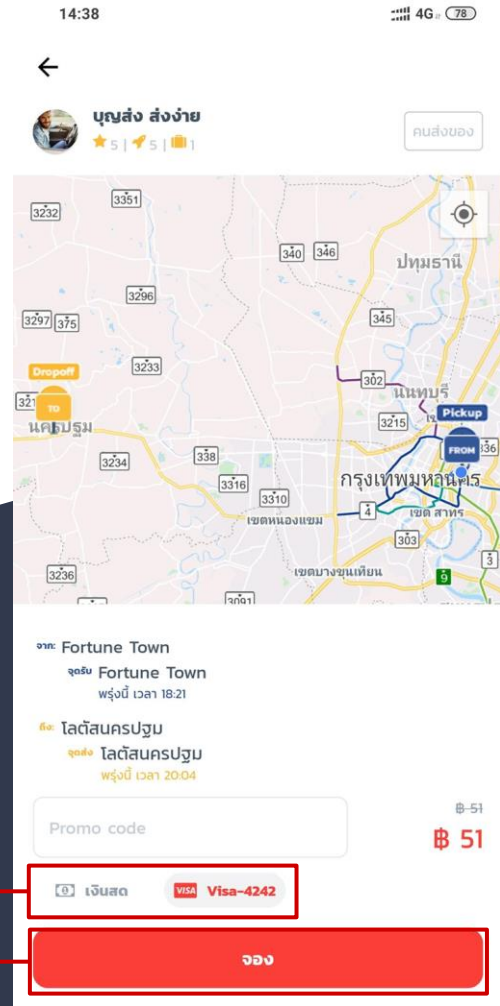 14:38
4G 78
บุญส่ง ส่งง่าย
5 | 5 | 1
คนส่งของ
3232
3351
340
346
ปทุมธานี
3296
3297
375
345
3233
302
Dropoff
นนทบุรี
TO
3215
Pickup
นครปฐม
FROM
3234
338
3316
กรุงเทพมหานคร
3310
4
เขต สาทร
เขตหนองแขม
303
3
3236
เขตบางขุนเทียน
9
3091
จาก: Fortune Town
จุดรับ Fortune Town
พรุ่งนี้ เวลา 18:21
ถึง: โลตัสนครปฐม
จุดส่ง โลตัสนครปฐม
พรุ่งนี้ เวลา 20:04
฿ 51
Promo code
฿ 51
เงินสด
VISA Visa-4242
จอง